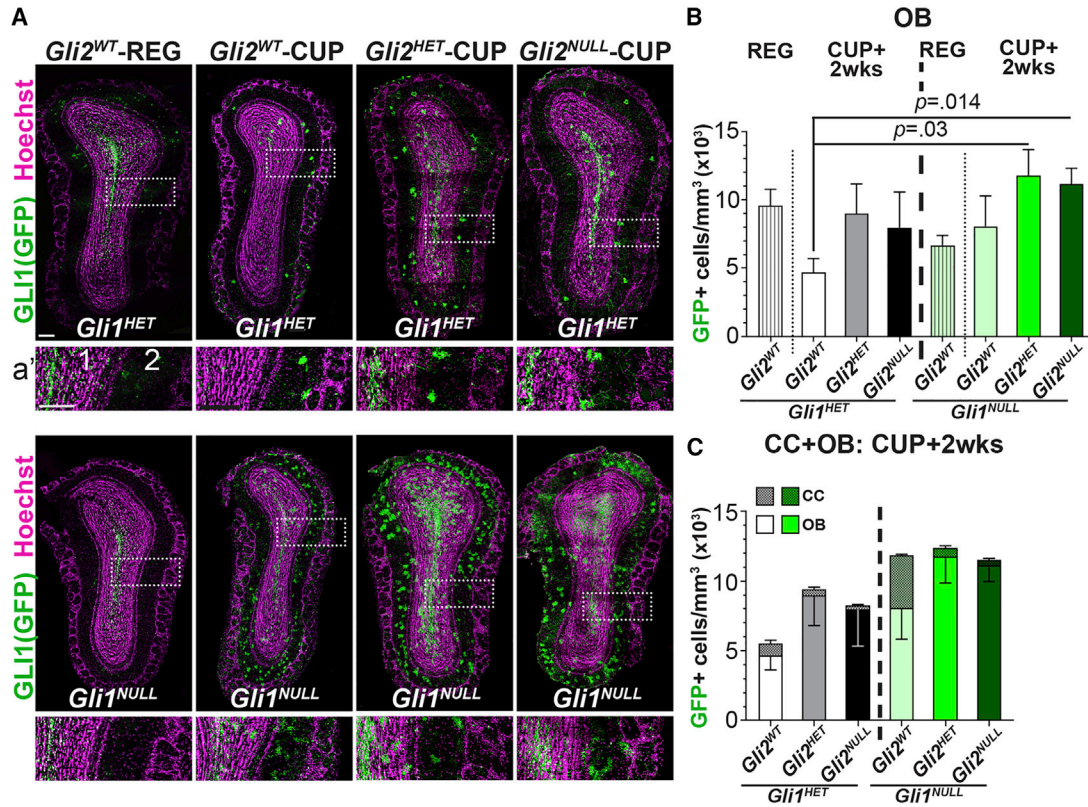 A
Gli2WT-REG Gli2WT-CUP Gli2HET-CUP Gli2NULL-CUP
GLI1(GFP) Hoechst
Gli1HET Gli1HET Gli1HET Gli1HET
a'
1 2
GLI1(GFP) Hoechst
Gli1NULL Gli1NULL Gli1NULL Gli1NULL
B
OB
REG CUP+ 2wks REG CUP+ 2wks
p=.014
p=.03
GFP+ cells/mm³ (x10³)
15
10
5
0
Gli2WT Gli2WT Gli2HET Gli2NULL Gli2WT Gli2WT Gli2HET Gli2NULL
Gli1HET Gli1NULL
C
CC+OB: CUP+2wks
CC
OB
GFP+ cells/mm³ (x10³)
15
10
5
0
Gli2WT Gli2HET Gli2NULL Gli2WT Gli2HET Gli2NULL
Gli1HET Gli1NULL